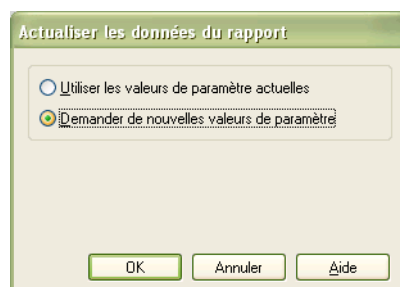 Actualiser les données du rapport
Utiliser les valeurs de paramètre actuelles
Demander de nouvelles valeurs de paramètre
OK Annuler Aide